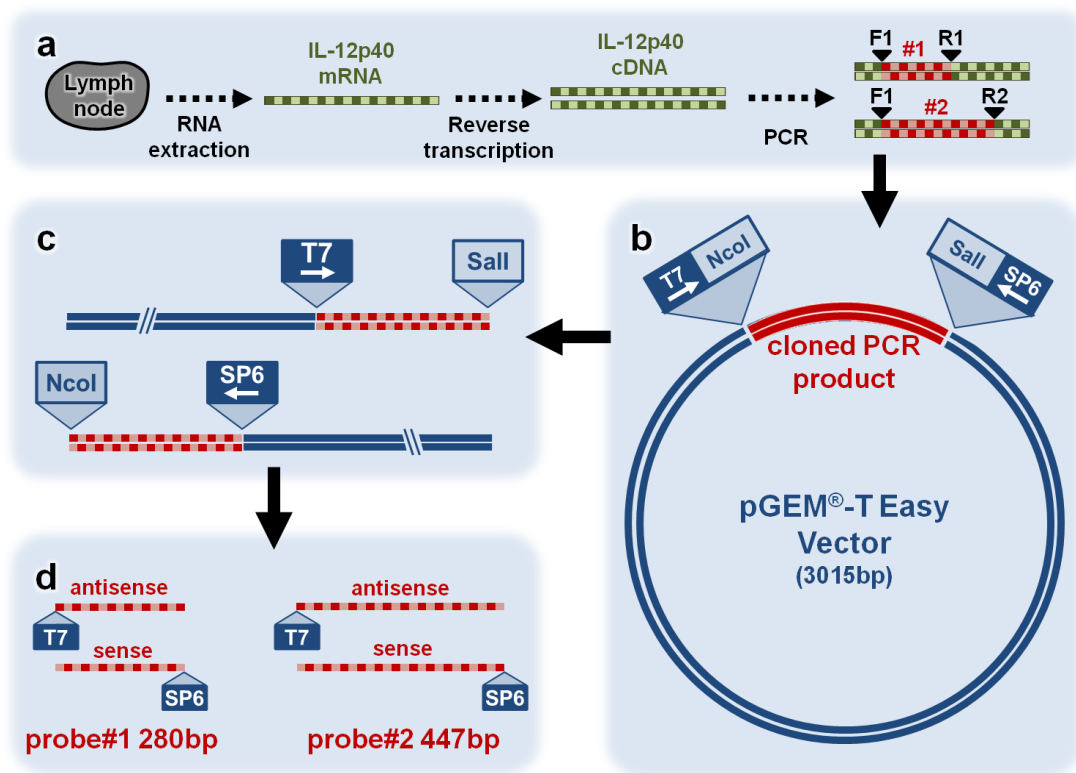 a
Lymph
node
RNA
extraction
IL-12p40
mRNA
Reverse
transcription
IL-12p40
cDNA
PCR
F1 #1 R1
F1 #2 R2
b
T7 NcoI
SalI SP6
cloned PCR
product
pGEM®-T Easy
Vector
(3015bp)
c
T7
SalI
NcoI
SP6
d
antisense
T7
sense
SP6
probe#1 280bp
antisense
T7
sense
SP6
probe#2 447bp